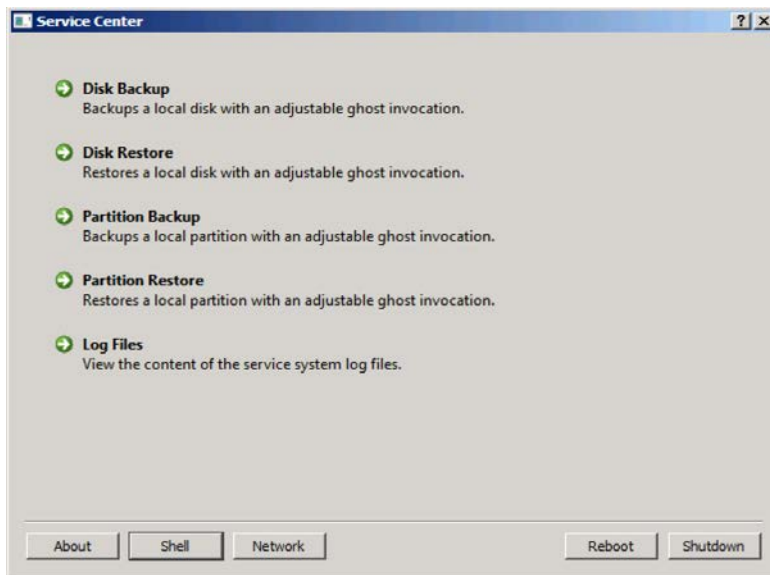 Service Center
Disk Backup
Backups a local disk with an adjustable ghost invocation.
Disk Restore
Restores a local disk with an adjustable ghost invocation.
Partition Backup
Backups a local partition with an adjustable ghost invocation.
Partition Restore
Restores a local partition with an adjustable ghost invocation.
Log Files
View the content of the service system log files.
About Shell Network Reboot Shutdown